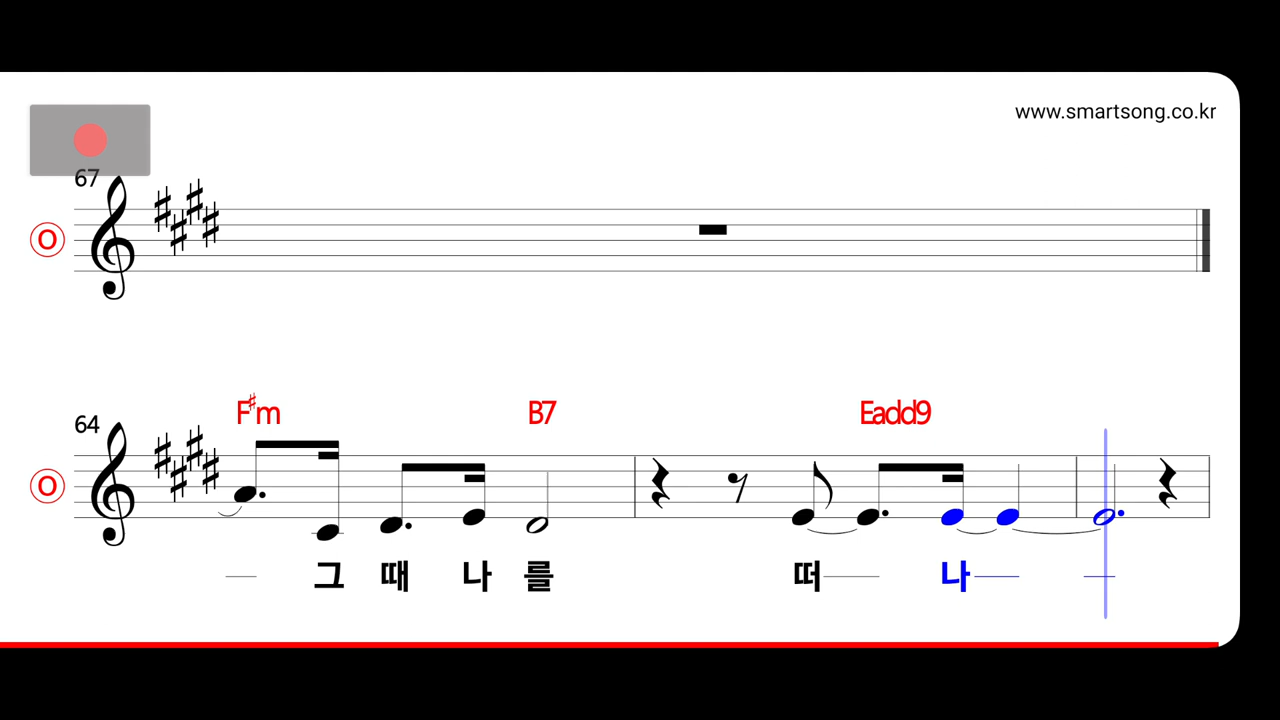 www.smartsong.co.kr
67
O
F♯m B7 Eadd9
64
O
그 때 나 를 떠 나